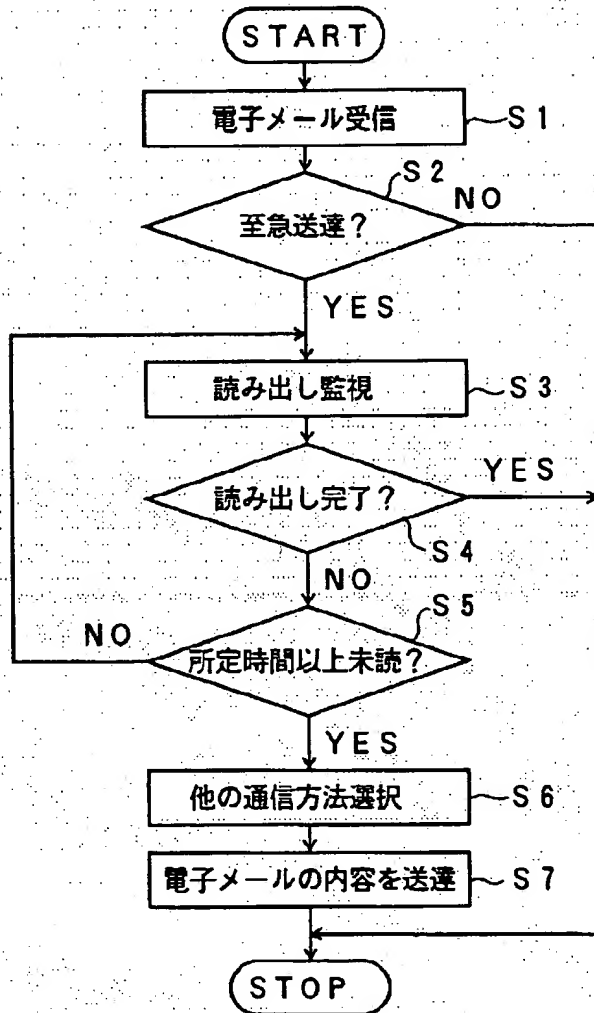 START
電子メール受信
S1
S2
至急送達?
NO
YES
読み出し監視
S3
読み出し完了?
YES
S4
NO
S5
NO
所定時間以上未読?
YES
他の通信方法選択
S6
電子メールの内容を送達
S7
STOP